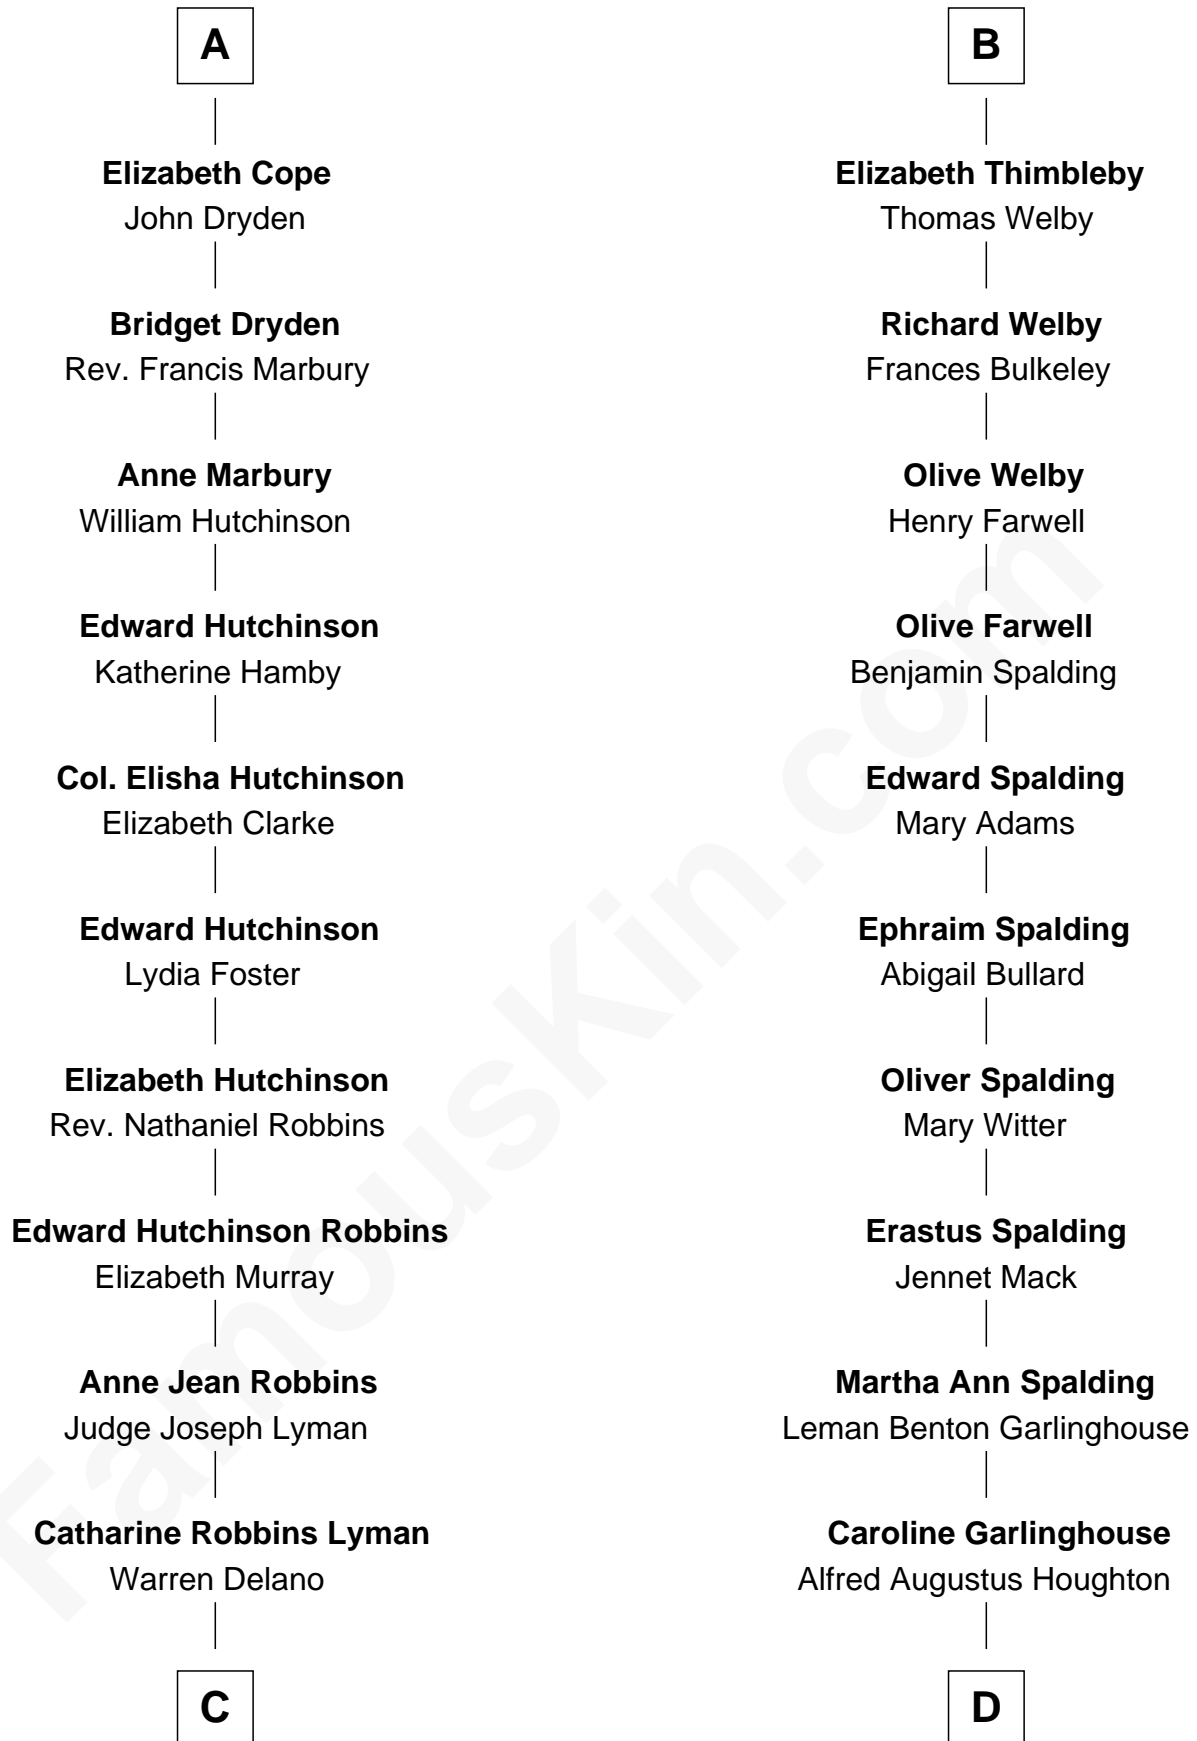 A
Elizabeth Cope
John Dryden
Bridget Dryden
Rev. Francis Marbury
Anne Marbury
William Hutchinson
Edward Hutchinson
Katherine Hamby
Col. Elisha Hutchinson
Elizabeth Clarke
Edward Hutchinson
Lydia Foster
Elizabeth Hutchinson
Rev. Nathaniel Robbins
Edward Hutchinson Robbins
Elizabeth Murray
Anne Jean Robbins
Judge Joseph Lyman
Catharine Robbins Lyman
Warren Delano
C
B
Elizabeth Thimbleby
Thomas Welby
Richard Welby
Frances Bulkeley
Olive Welby
Henry Farwell
Olive Farwell
Benjamin Spalding
Edward Spalding
Mary Adams
Ephraim Spalding
Abigail Bullard
Oliver Spalding
Mary Witter
Erastus Spalding
Jennet Mack
Martha Ann Spalding
Leman Benton Garlinghouse
Caroline Garlinghouse
Alfred Augustus Houghton
D
FamousKin.com